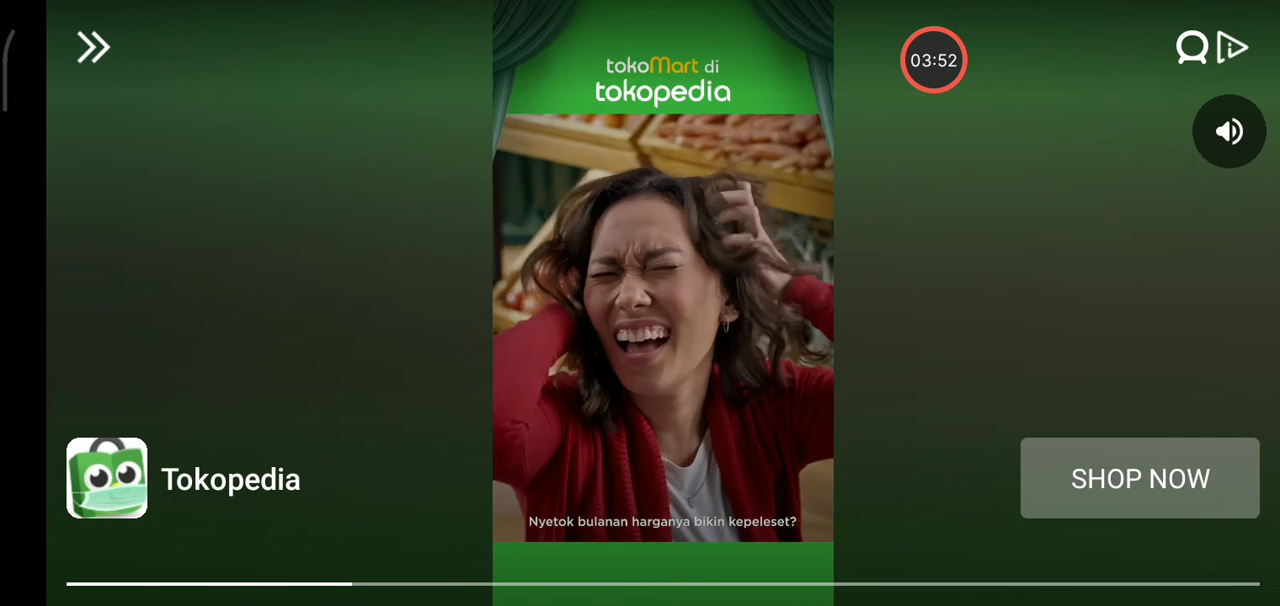 03:52
tokoMart di
tokopedia
Tokopedia
SHOP NOW
Nyetok bulanan harganya bikin kepeleset?